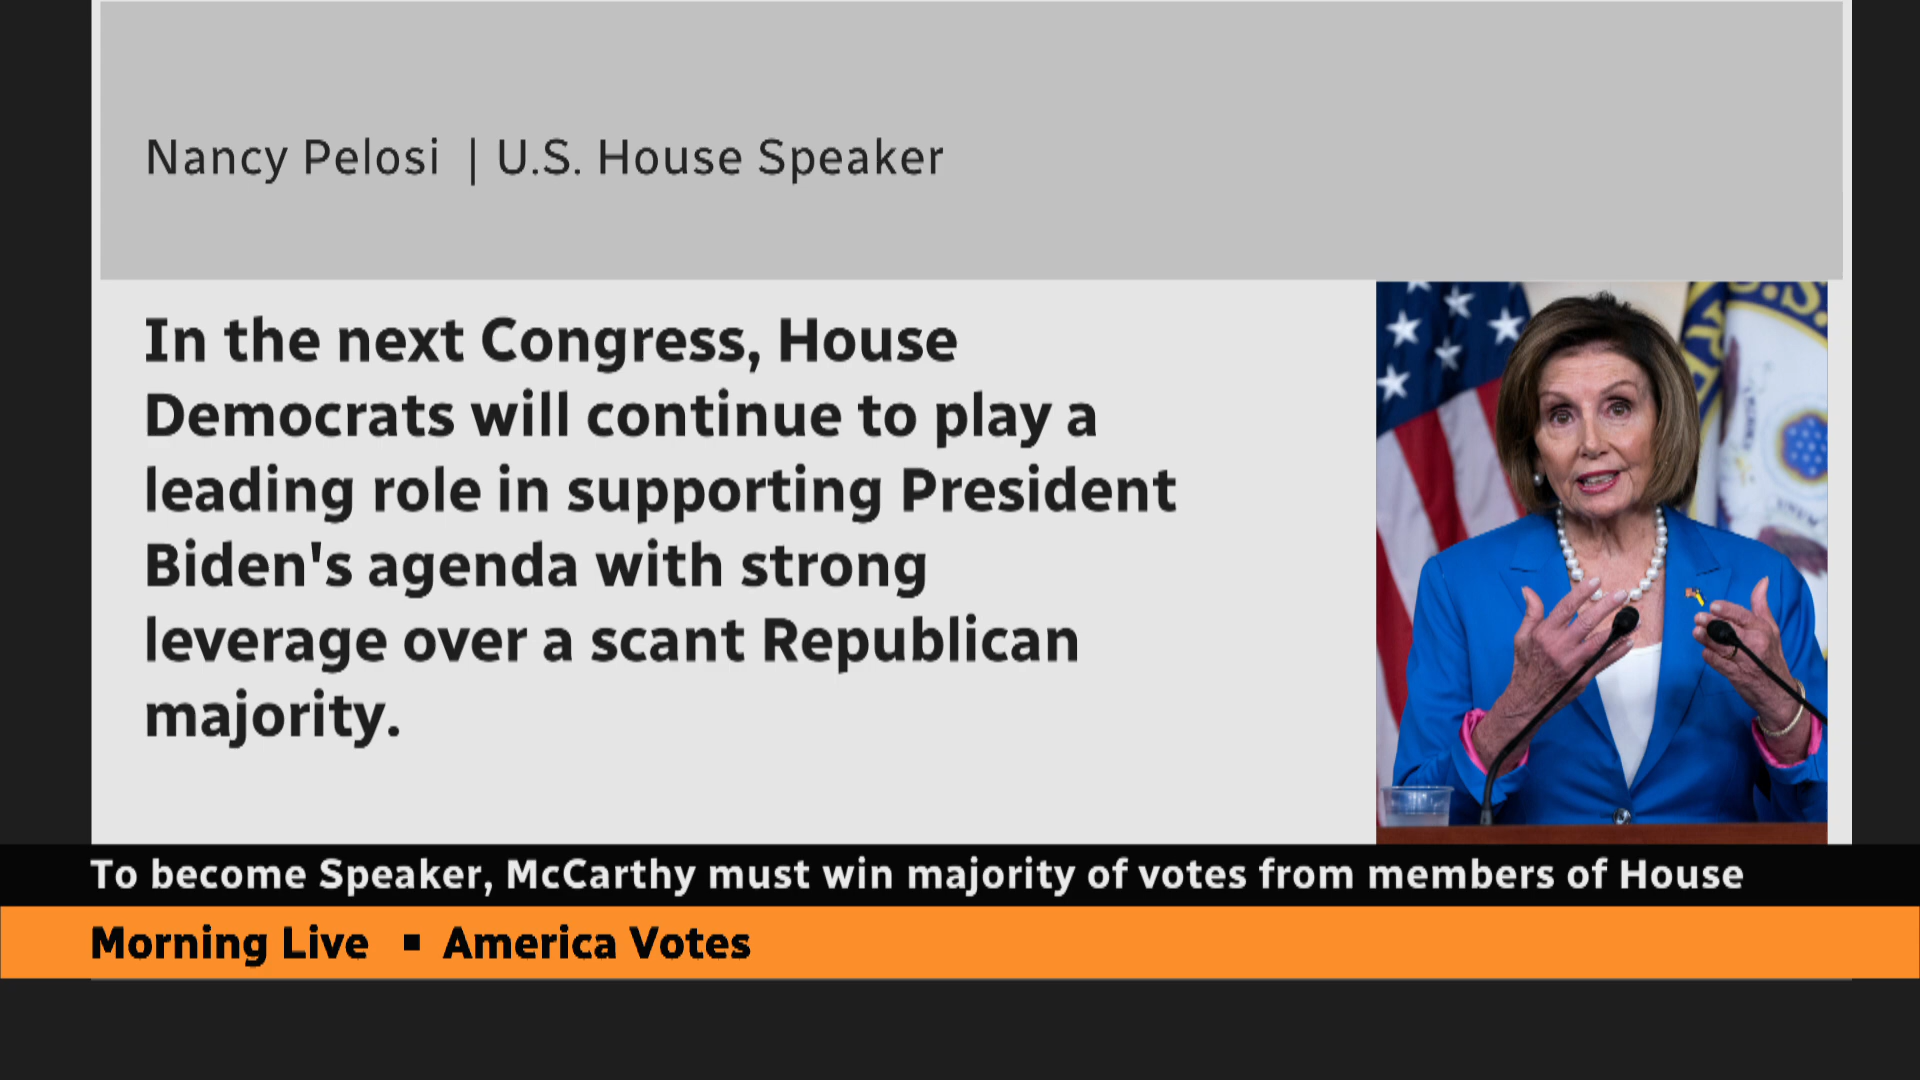 Nancy Pelosi | U.S. House Speaker
In the next Congress, House
Democrats will continue to play a
leading role in supporting President
Biden's agenda with strong
leverage over a scant Republican
majority.
To become Speaker, McCarthy must win majority of votes from members of House
Morning Live ▪ America Votes